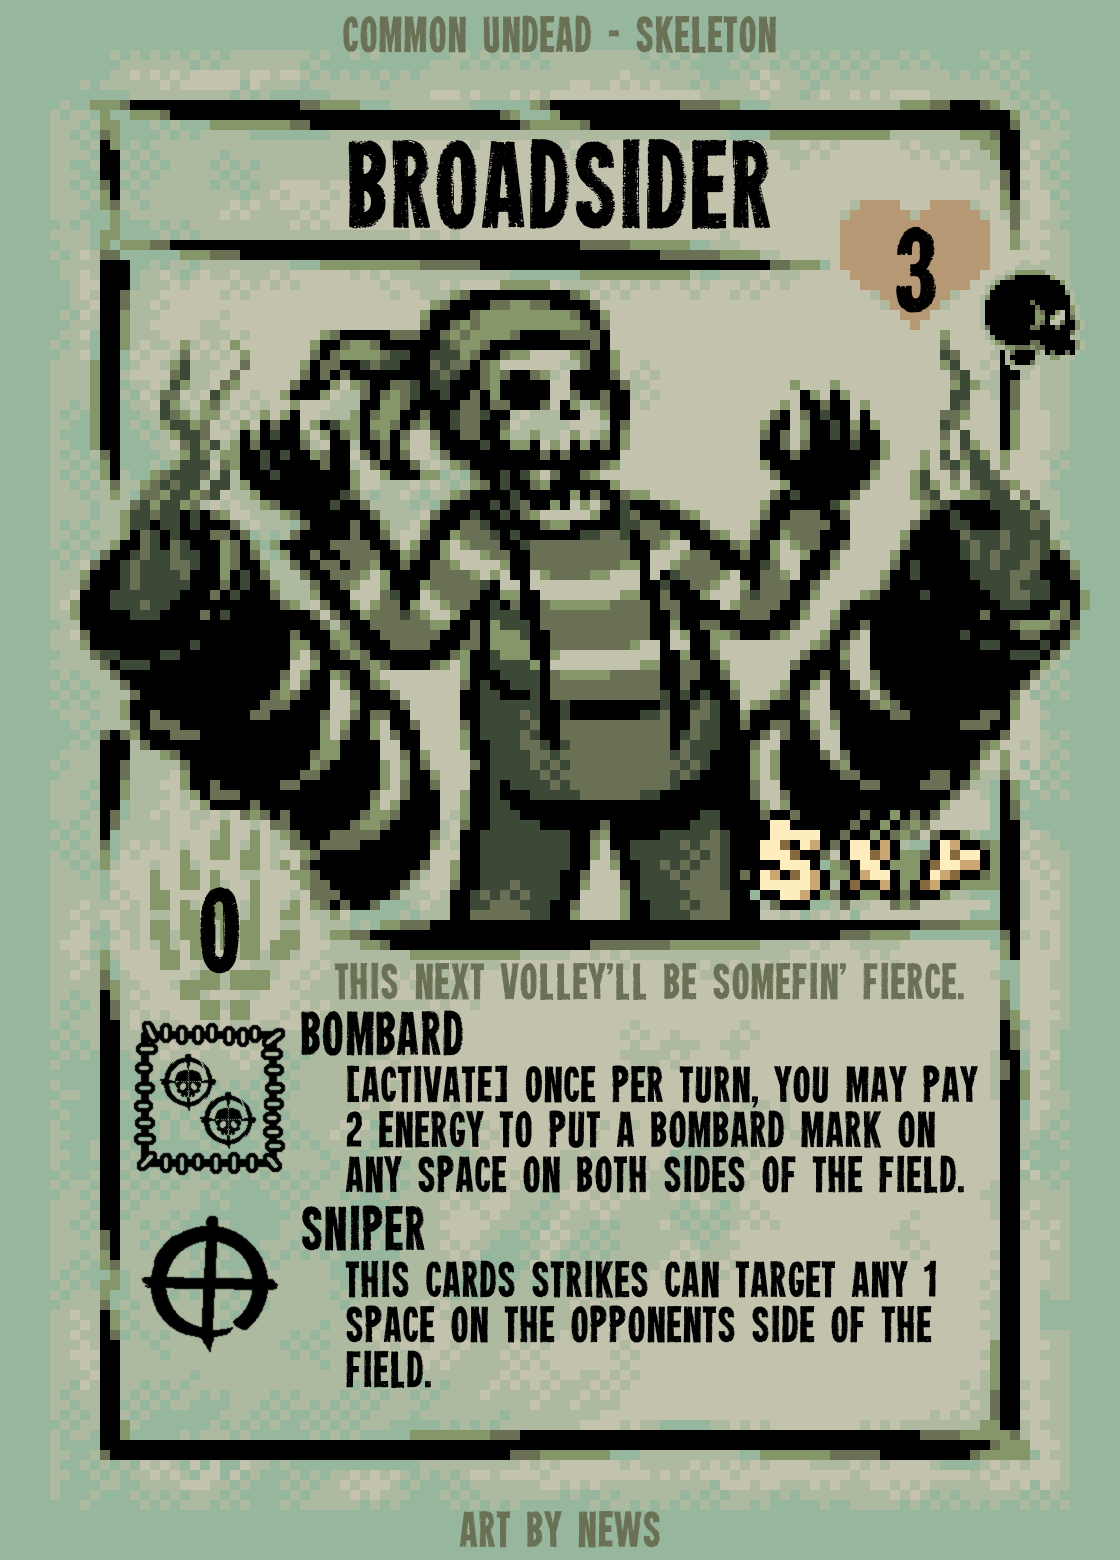 COMMON UNDEAD - SKELETON
BROADSIDER
3
SXP
0
THIS NEXT VOLLEY'LL BE SOMEFIN' FIERCE.
BOMBARD
[ACTIVATE] ONCE PER TURN, YOU MAY PAY
2 ENERGY TO PUT A BOMBARD MARK ON
ANY SPACE ON BOTH SIDES OF THE FIELD.
SNIPER
THIS CARDS STRIKES CAN TARGET ANY 1
SPACE ON THE OPPONENTS SIDE OF THE
FIELD.
ART BY NEWS